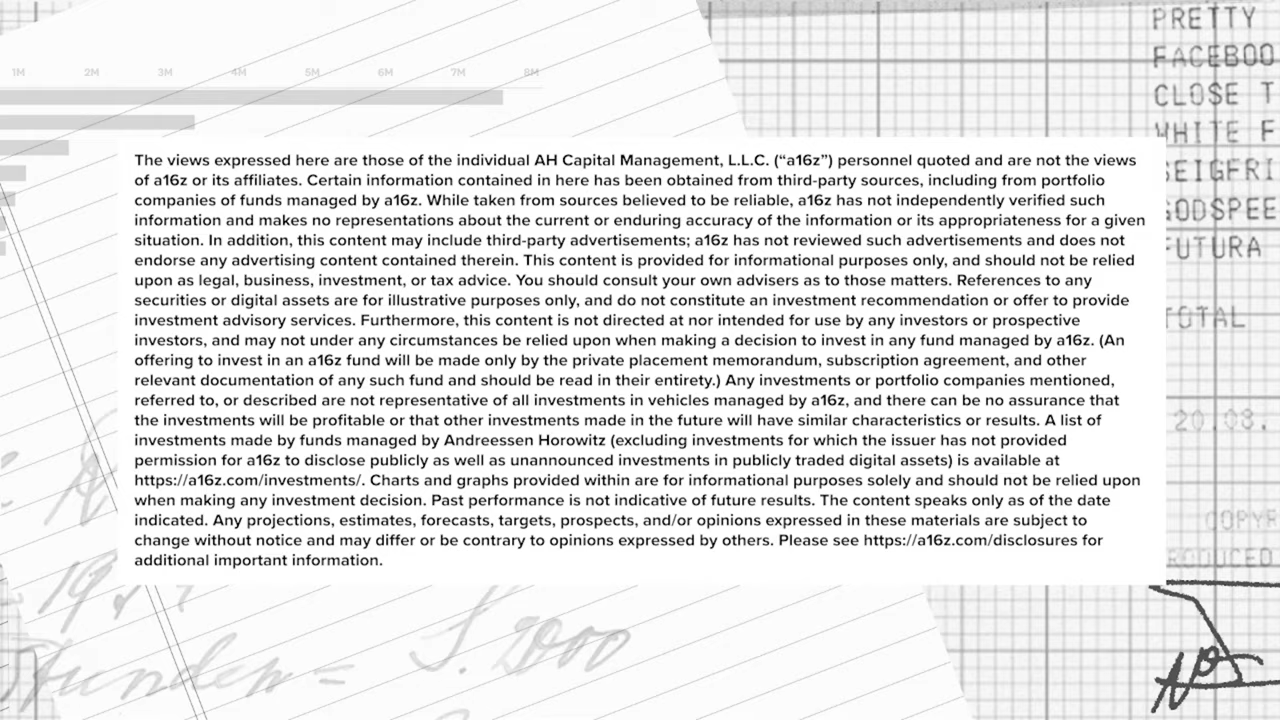 1M 2M 3M 4M 5M 6M 7M 8M
PRETTY
FACEBOO
CLOSE T
WHITE F
SEIGFRI
GODSPEE
FUTURA
TOTAL
20.08.
COPYR
The views expressed here are those of the individual AH Capital Management, L.L.C. (“a16z”) personnel quoted and are not the views
of a16z or its affiliates. Certain information contained in here has been obtained from third-party sources, including from portfolio
companies of funds managed by a16z. While taken from sources believed to be reliable, a16z has not independently verified such
information and makes no representations about the current or enduring accuracy of the information or its appropriateness for a given
situation. In addition, this content may include third-party advertisements; a16z has not reviewed such advertisements and does not
endorse any advertising content contained therein. This content is provided for informational purposes only, and should not be relied
upon as legal, business, investment, or tax advice. You should consult your own advisers as to those matters. References to any
securities or digital assets are for illustrative purposes only, and do not constitute an investment recommendation or offer to provide
investment advisory services. Furthermore, this content is not directed at nor intended for use by any investors or prospective
investors, and may not under any circumstances be relied upon when making a decision to invest in any fund managed by a16z. (An
offering to invest in an a16z fund will be made only by the private placement memorandum, subscription agreement, and other
relevant documentation of any such fund and should be read in their entirety.) Any investments or portfolio companies mentioned,
referred to, or described are not representative of all investments in vehicles managed by a16z, and there can be no assurance that
the investments will be profitable or that other investments made in the future will have similar characteristics or results. A list of
investments made by funds managed by Andreessen Horowitz (excluding investments for which the issuer has not provided
permission for a16z to disclose publicly as well as unannounced investments in publicly traded digital assets) is available at
https://a16z.com/investments/. Charts and graphs provided within are for informational purposes solely and should not be relied upon
when making any investment decision. Past performance is not indicative of future results. The content speaks only as of the date
indicated. Any projections, estimates, forecasts, targets, prospects, and/or opinions expressed in these materials are subject to
change without notice and may differ or be contrary to opinions expressed by others. Please see https://a16z.com/disclosures for
additional important information.